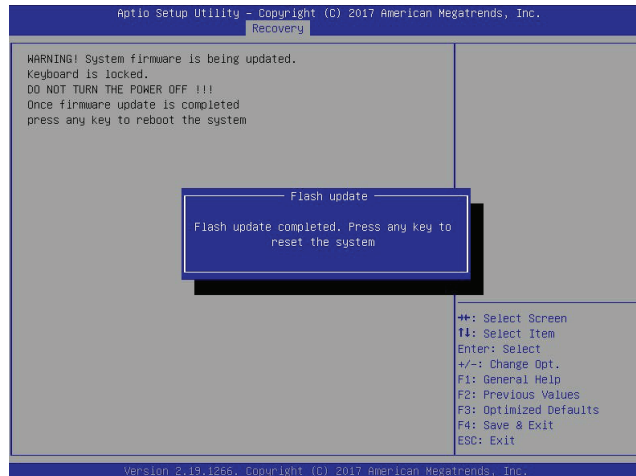 Aptio Setup Utility – Copyright (C) 2017 American Megatrends, Inc.
Recovery
WARNING! System firmware is being updated.
Keyboard is locked.
DO NOT TURN THE POWER OFF !!!
Once firmware update is completed
press any key to reboot the system
Flash update
Flash update completed. Press any key to
reset the system
→←: Select Screen
↑↓: Select Item
Enter: Select
+/-: Change Opt.
F1: General Help
F2: Previous Values
F3: Optimized Defaults
F4: Save & Exit
ESC: Exit
Version 2.19.1266. Copyright (C) 2017 American Megatrends, Inc.